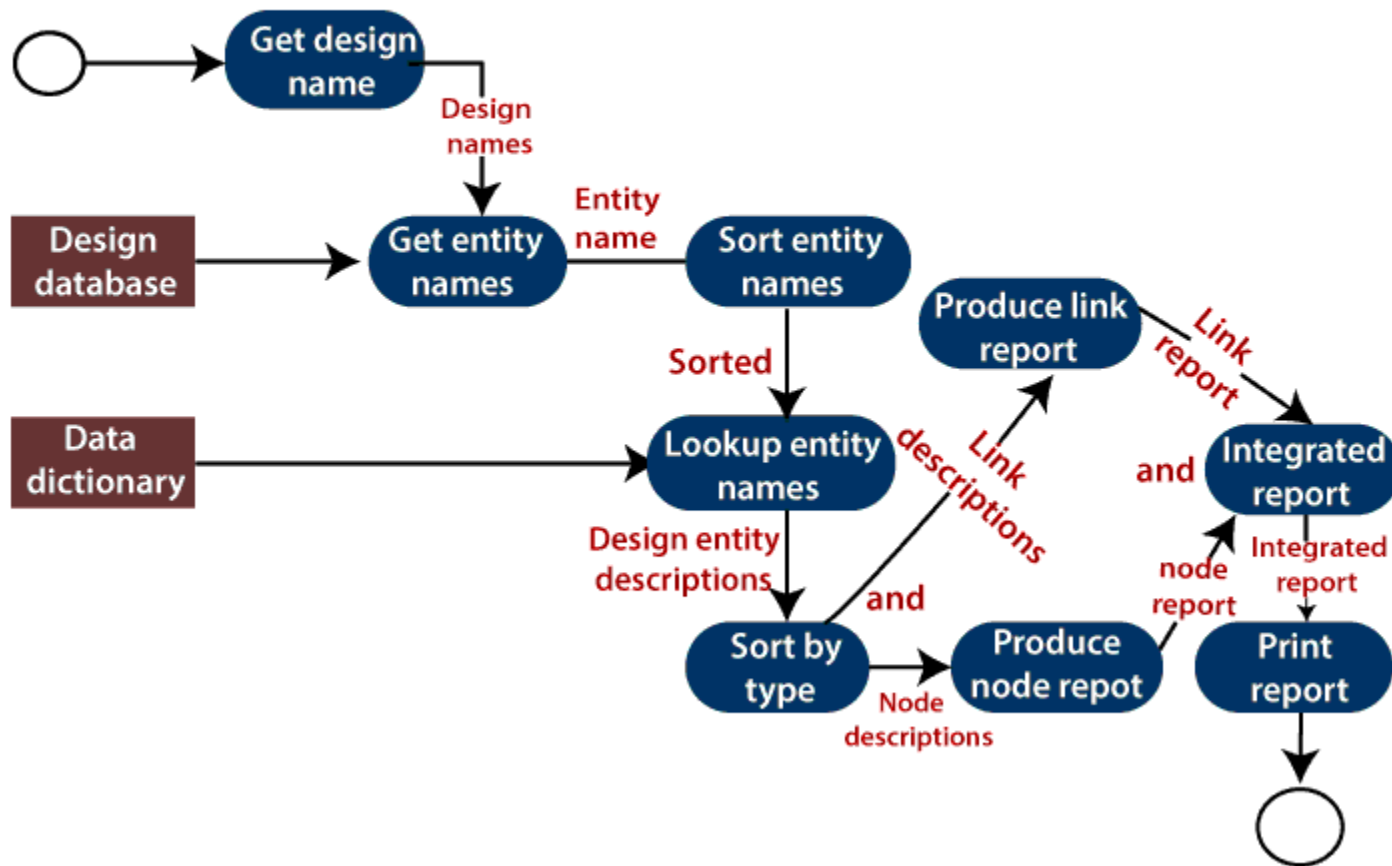 Get design
name
Design
names
Design
database
Get entity
names
Entity
name
Sort entity
names
Sorted
Data
dictionary
Lookup entity
names
Design entity
descriptions
Sort by
type
and
Link
descriptions
Produce link
report
Link
report
Node
descriptions
Produce
node repot
node
report
and
Integrated
report
Integrated
report
Print
report